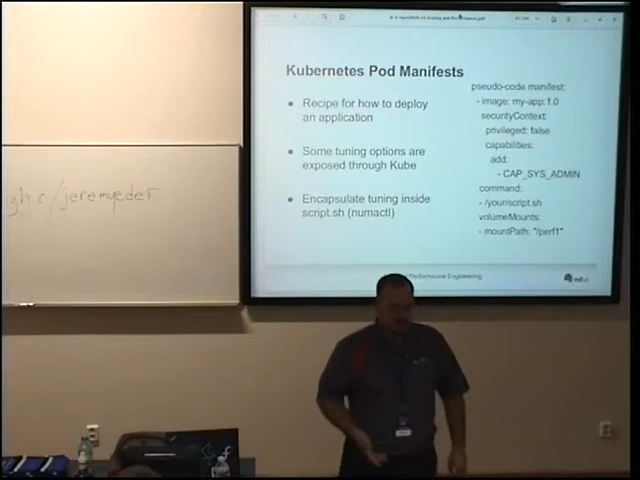 Kubernetes Pod Manifests
● Recipe for how to deploy
an application
● Some tuning options are
exposed through Kube
● Encapsulate tuning inside
script.sh (numactl)
pseudo-code manifest:
- image: my-app:1.0
securityContext:
privileged: false
capabilities:
add:
- CAP_SYS_ADMIN
command:
- /your/script.sh
volumeMounts:
- mountPath: "/perf1"
Performance Engineering
gh c/jeremyeder